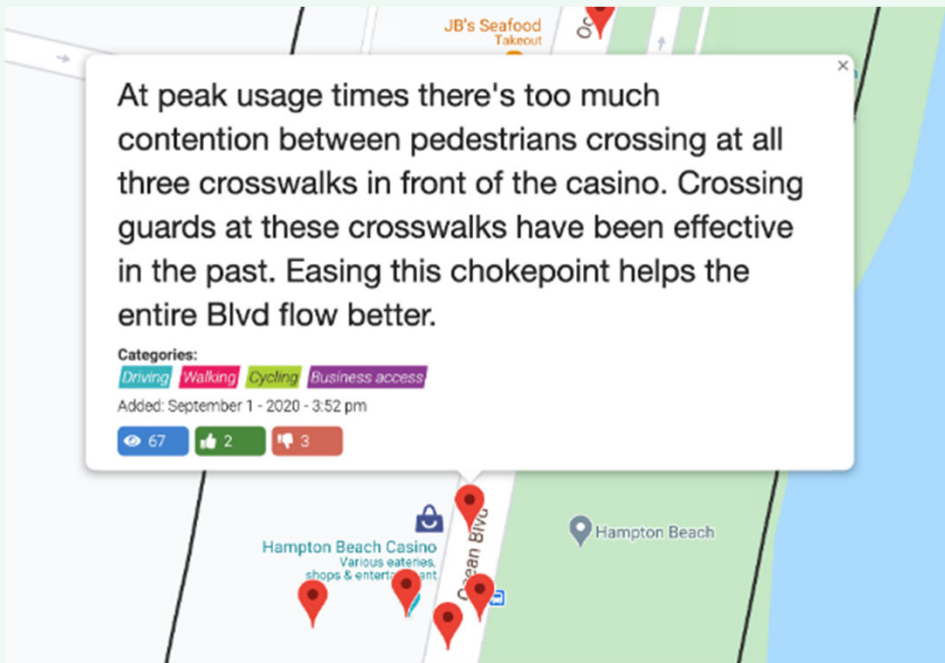 JB's Seafood
Takeout
Oc
×
At peak usage times there's too much
contention between pedestrians crossing at all
three crosswalks in front of the casino. Crossing
guards at these crosswalks have been effective
in the past. Easing this chokepoint helps the
entire Blvd flow better.
Categories:
Driving Walking Cycling Business access
Added: September 1 - 2020 - 3:52 pm
67 2 3
Ocean Blvd
Hampton Beach
Hampton Beach Casino
Various eateries,
shops &